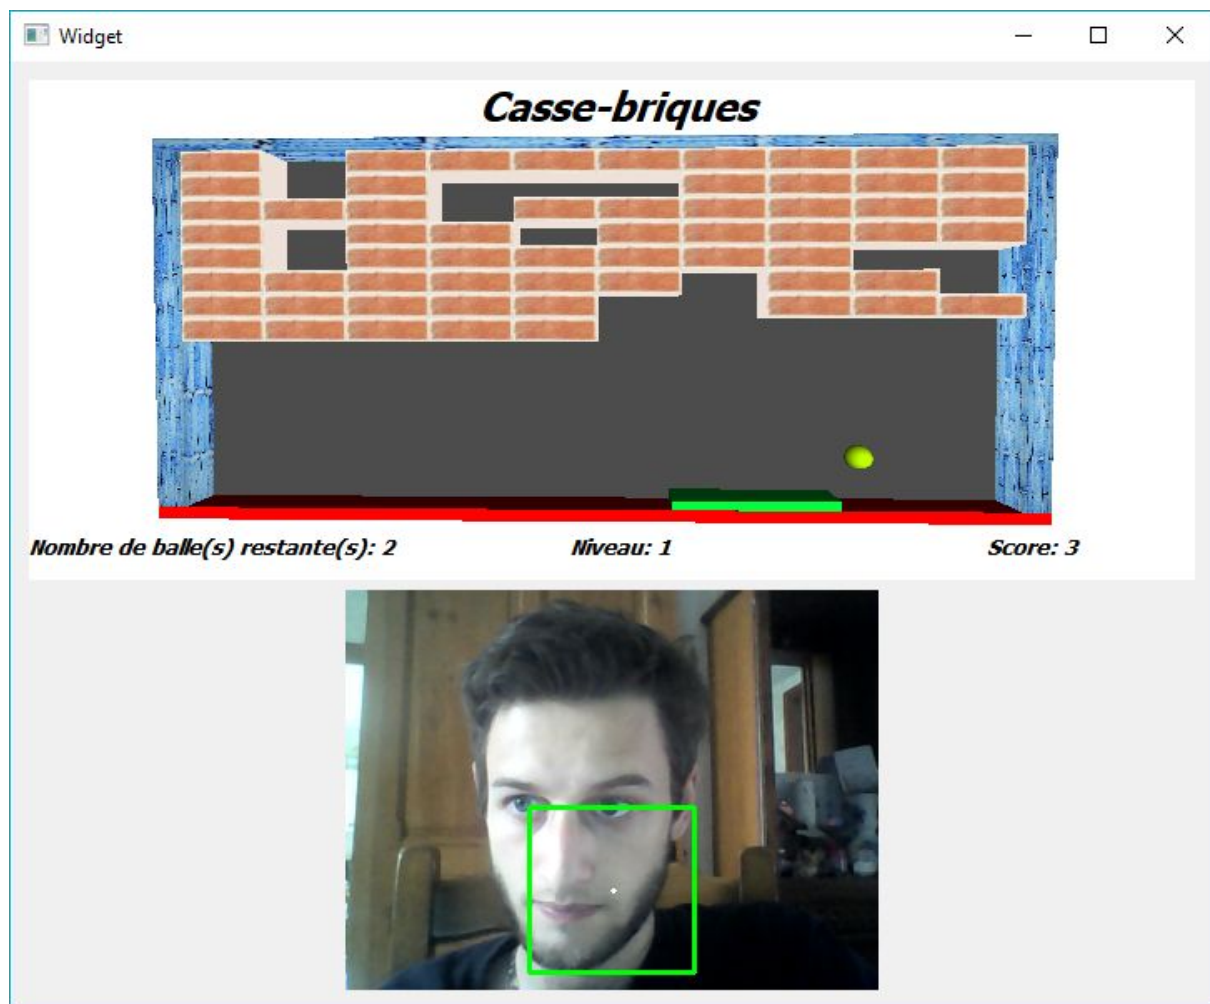 Widget
Casse-briques
Nombre de balle(s) restante(s): 2 Niveau: 1 Score: 3